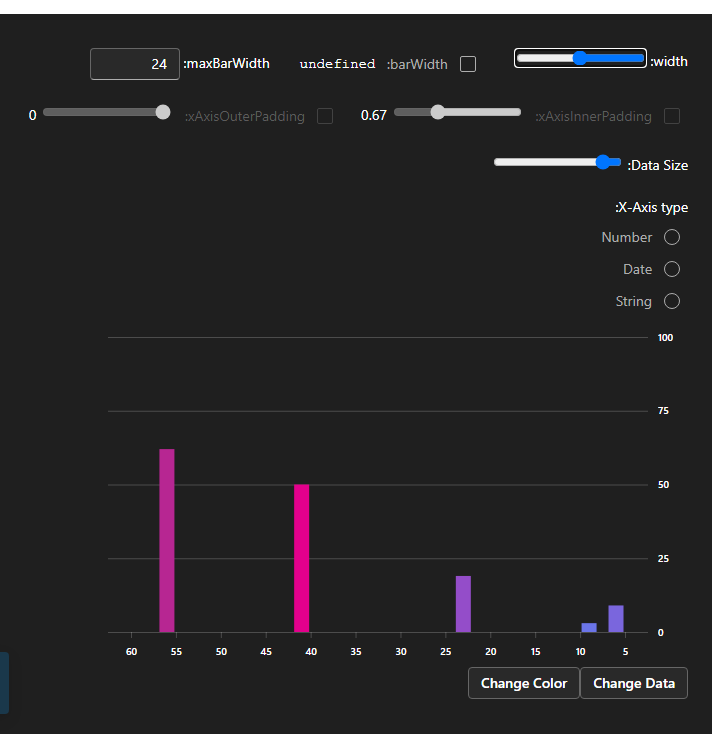 :width
:barWidth undefined
:maxBarWidth 24
:xAxisInnerPadding 0.67
:xAxisOuterPadding 0
:Data Size
:X-Axis type
Number
Date
String
100
75
50
25
0
60 55 50 45 40 35 30 25 20 15 10 5
Change Color Change Data